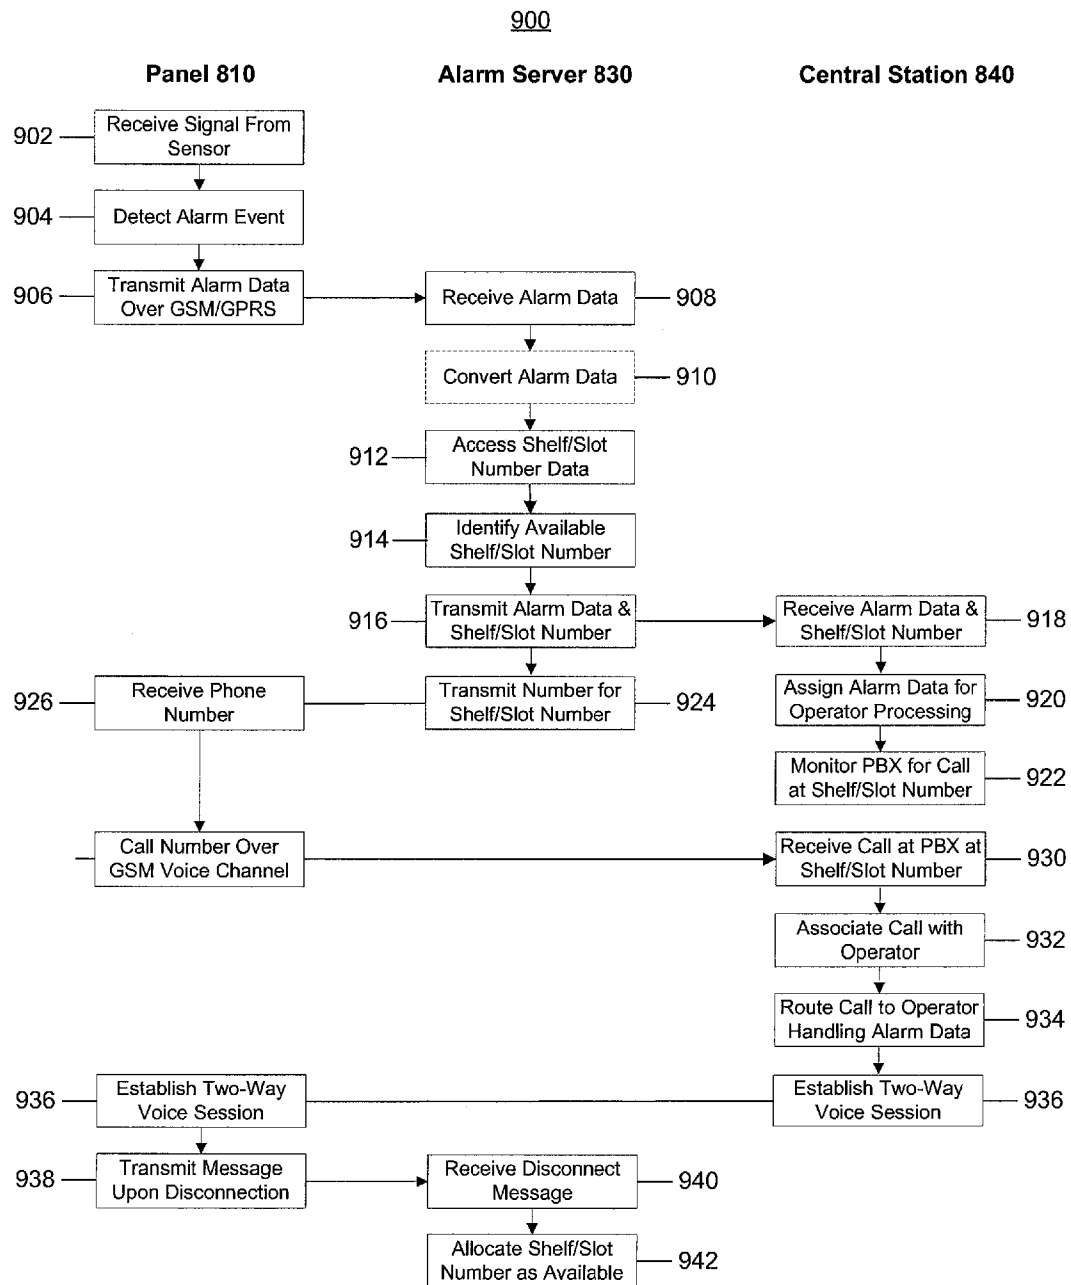 900
Panel 810
Alarm Server 830
Central Station 840
902
Receive Signal From
Sensor
904
Detect Alarm Event
906
Transmit Alarm Data
Over GSM/GPRS
Receive Alarm Data
908
Convert Alarm Data
910
912
Access Shelf/Slot
Number Data
914
Identify Available
Shelf/Slot Number
916
Transmit Alarm Data &
Shelf/Slot Number
Receive Alarm Data &
Shelf/Slot Number
918
926
Receive Phone
Number
Transmit Number for
Shelf/Slot Number
924
Assign Alarm Data for
Operator Processing
920
Monitor PBX for Call
at Shelf/Slot Number
922
Call Number Over
GSM Voice Channel
Receive Call at PBX at
Shelf/Slot Number
930
Associate Call with
Operator
932
Route Call to Operator
Handling Alarm Data
934
936
Establish Two-Way
Voice Session
Establish Two-Way
Voice Session
936
938
Transmit Message
Upon Disconnection
Receive Disconnect
Message
940
Allocate Shelf/Slot
Number as Available
942